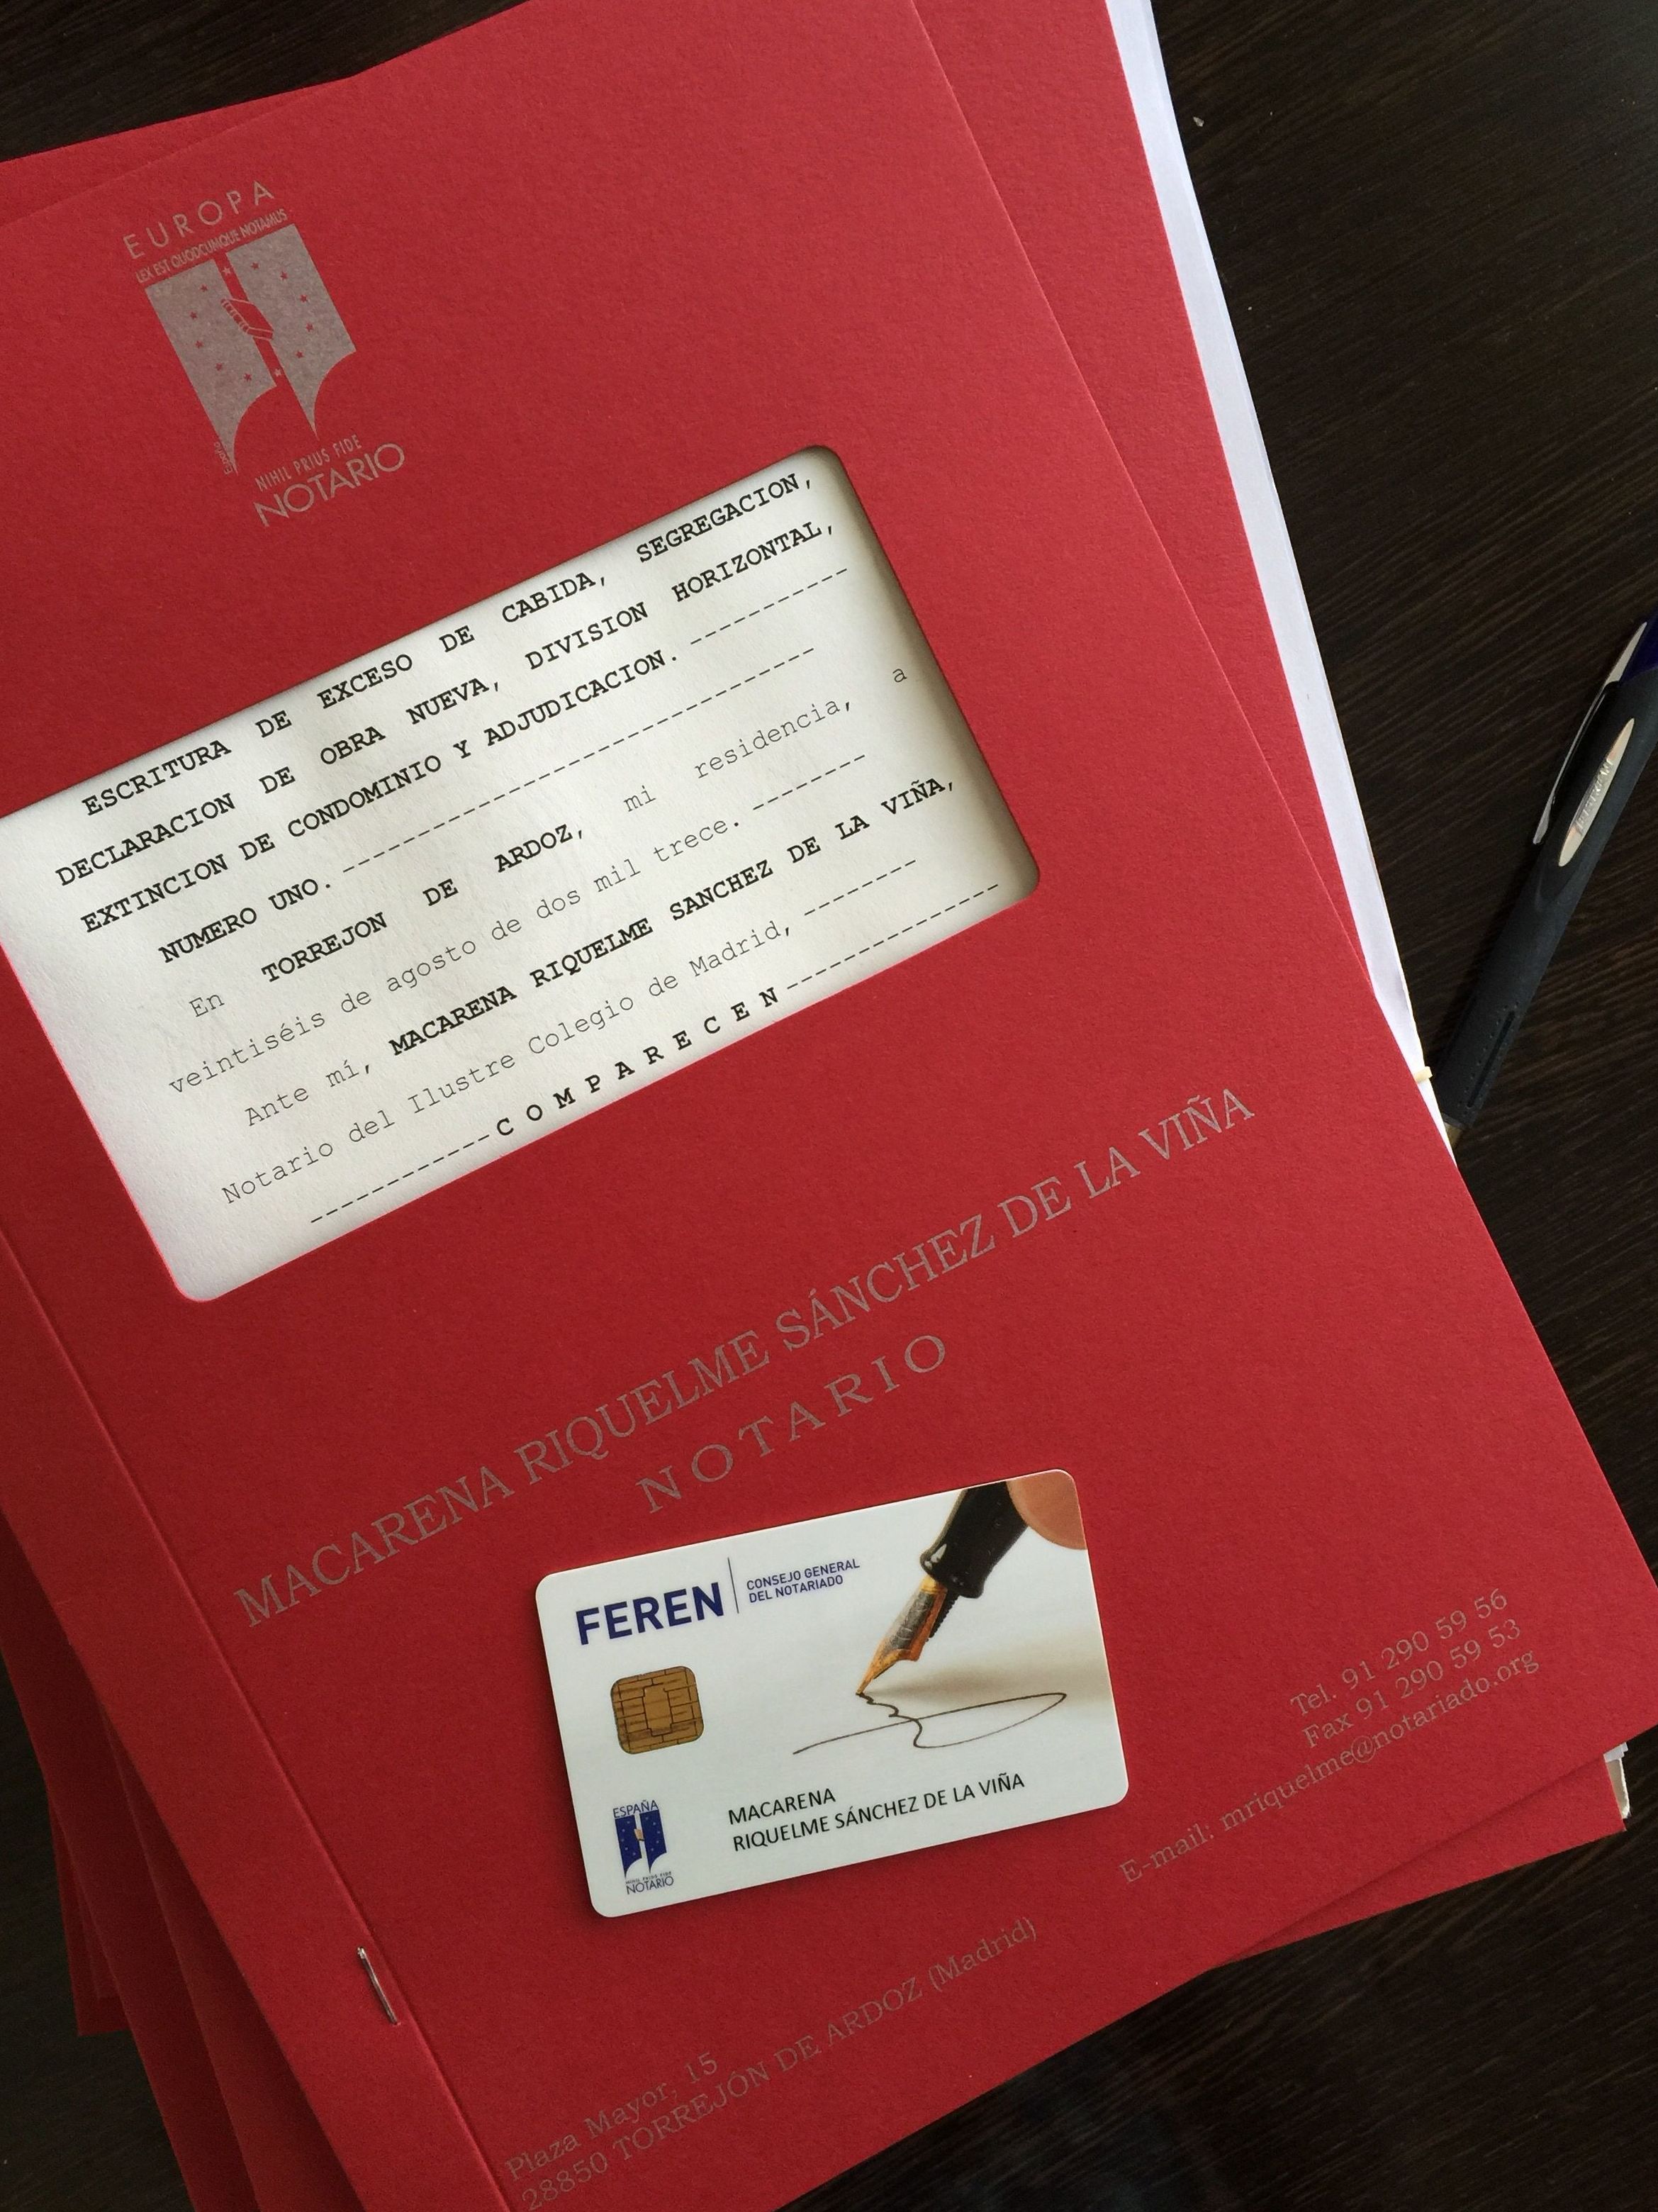 EUROPA
LEX EST QUODCUMQUE NOTAMUS
España
NIHIL PRIUS FIDE
NOTARIO
ESCRITURA DE EXCESO DE CABIDA, SEGREGACION,
DECLARACION DE OBRA NUEVA, DIVISION HORIZONTAL,
EXTINCION DE CONDOMINIO Y ADJUDICACION. ----------
NUMERO UNO. ------------------------------
En TORREJON DE ARDOZ, mi residencia, a
veintiséis de agosto de dos mil trece. -------
Ante mí, MACARENA RIQUELME SANCHEZ DE LA VIÑA,
Notario del Ilustre Colegio de Madrid, -------
-----------C O M P A R E C E N-------------
MACARENA RIQUELME SÁNCHEZ DE LA VIÑA
NOTARIO
FEREN
CONSEJO GENERAL
DEL NOTARIADO
ESPAÑA
NIHIL PRIUS FIDE
NOTARIO
MACARENA
RIQUELME SÁNCHEZ DE LA VIÑA
Tel. 91 290 59 56
Fax 91 290 59 53
E-mail: mriquelme@notariado.org
Plaza Mayor, 15
28850 TORREJÓN DE ARDOZ (Madrid)